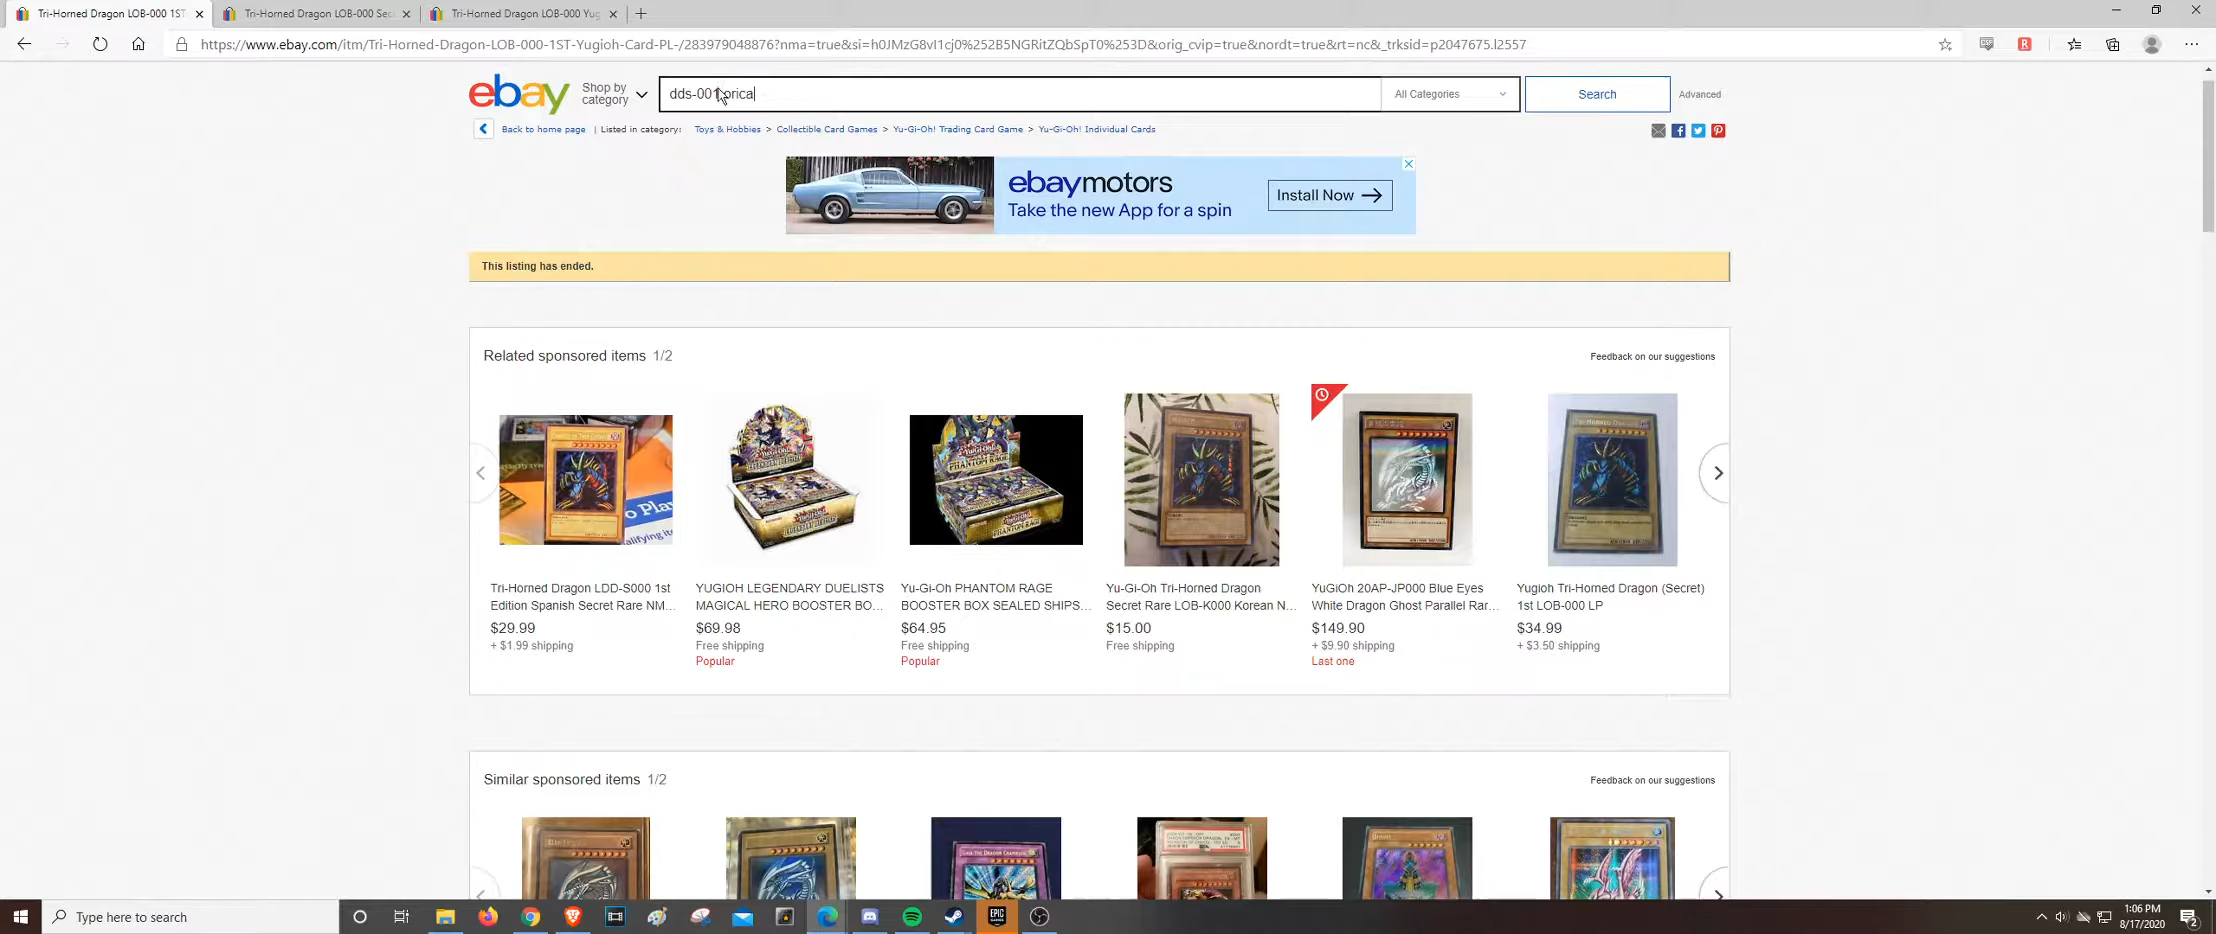 Tri-Horned Dragon LOB-000 1ST
Tri-Horned Dragon LOB-000 Sec
Tri-Horned Dragon LOB-000 Yug
https://www.ebay.com/itm/Tri-Horned-Dragon-LOB-000-1ST-Yugioh-Card-PL-/283979048876?nma=true&si=h0JMzG8vI1cj0%252B5NGRitZQbSpT0%253D&orig_cvip=true&nordt=true&rt=nc&_trksid=p2047675.l2557
ebay
Shop by category
dds-001 orica
All Categories
Search
Advanced
Back to home page | Listed in category: Toys & Hobbies > Collectible Card Games > Yu-Gi-Oh! Trading Card Game > Yu-Gi-Oh! Individual Cards
ebaymotors
Take the new App for a spin
Install Now
This listing has ended.
Related sponsored items 1/2
Feedback on our suggestions
Tri-Horned Dragon LDD-S000 1st
Edition Spanish Secret Rare NM...
$29.99
+ $1.99 shipping
YUGIOH LEGENDARY DUELISTS
MAGICAL HERO BOOSTER BO...
$69.98
Free shipping
Popular
Yu-Gi-Oh PHANTOM RAGE
BOOSTER BOX SEALED SHIPS...
$64.95
Free shipping
Popular
Yu-Gi-Oh Tri-Horned Dragon
Secret Rare LOB-K000 Korean N...
$15.00
Free shipping
YuGiOh 20AP-JP000 Blue Eyes
White Dragon Ghost Parallel Rar...
$149.90
+ $9.90 shipping
Last one
Yugioh Tri-Horned Dragon (Secret)
1st LOB-000 LP
$34.99
+ $3.50 shipping
Similar sponsored items 1/2
Feedback on our suggestions
Type here to search
EPIC GAMES
1:06 PM
8/17/2020
2